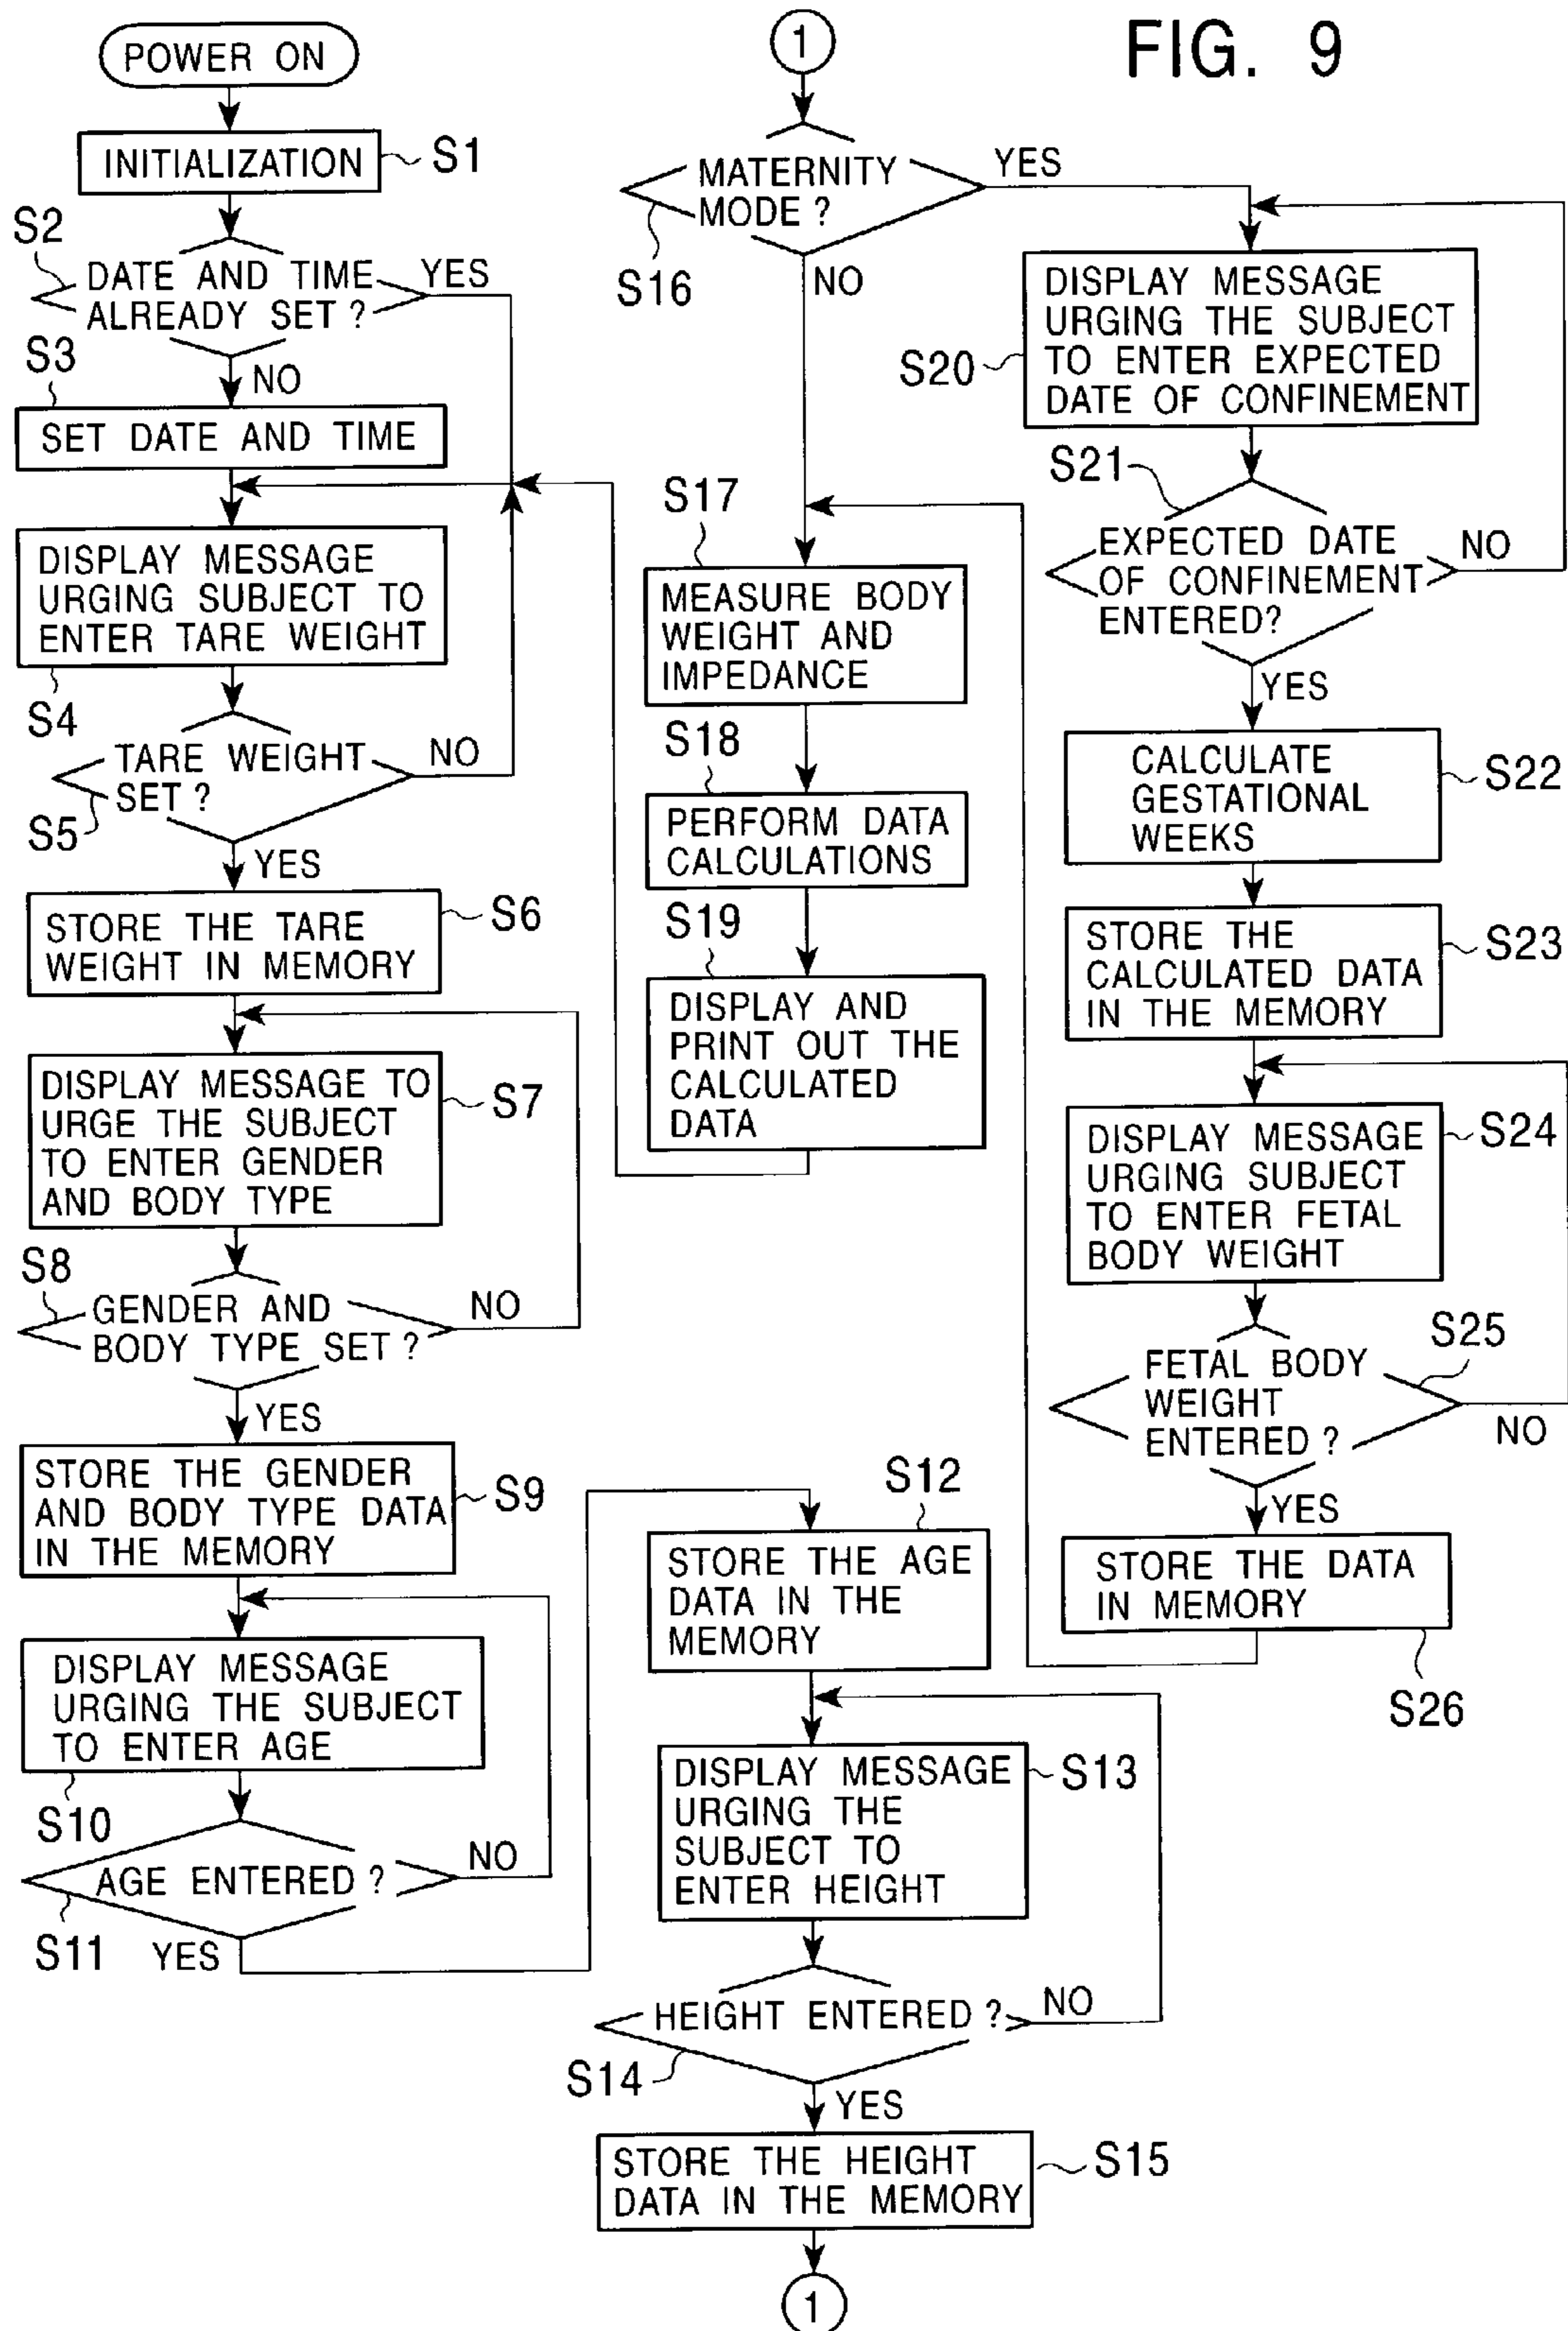 FIG. 9
POWER ON
INITIALIZATION
S1
S2
DATE AND TIME
ALREADY SET ?
YES
NO
S3
SET DATE AND TIME
DISPLAY MESSAGE
URGING SUBJECT TO
ENTER TARE WEIGHT
S4
TARE WEIGHT
SET ?
NO
S5
YES
STORE THE TARE
WEIGHT IN MEMORY
S6
DISPLAY MESSAGE TO
URGE THE SUBJECT
TO ENTER GENDER
AND BODY TYPE
S7
S8
GENDER AND
BODY TYPE SET ?
NO
YES
STORE THE GENDER
AND BODY TYPE DATA
IN THE MEMORY
S9
DISPLAY MESSAGE
URGING THE SUBJECT
TO ENTER AGE
S10
AGE ENTERED ?
NO
S11
YES
S12
STORE THE AGE
DATA IN THE
MEMORY
DISPLAY MESSAGE
URGING THE
SUBJECT TO
ENTER HEIGHT
S13
HEIGHT ENTERED ?
NO
S14
YES
STORE THE HEIGHT
DATA IN THE MEMORY
S15
1
1
MATERNITY
MODE ?
YES
S16
NO
S17
MEASURE BODY
WEIGHT AND
IMPEDANCE
S18
PERFORM DATA
CALCULATIONS
S19
DISPLAY AND
PRINT OUT THE
CALCULATED
DATA
DISPLAY MESSAGE
URGING THE SUBJECT
TO ENTER EXPECTED
DATE OF CONFINEMENT
S20
S21
EXPECTED DATE
OF CONFINEMENT
ENTERED?
NO
YES
CALCULATE
GESTATIONAL
WEEKS
S22
STORE THE
CALCULATED DATA
IN THE MEMORY
S23
DISPLAY MESSAGE
URGING SUBJECT
TO ENTER FETAL
BODY WEIGHT
S24
FETAL BODY
WEIGHT
ENTERED ?
S25
NO
YES
STORE THE DATA
IN MEMORY
S26